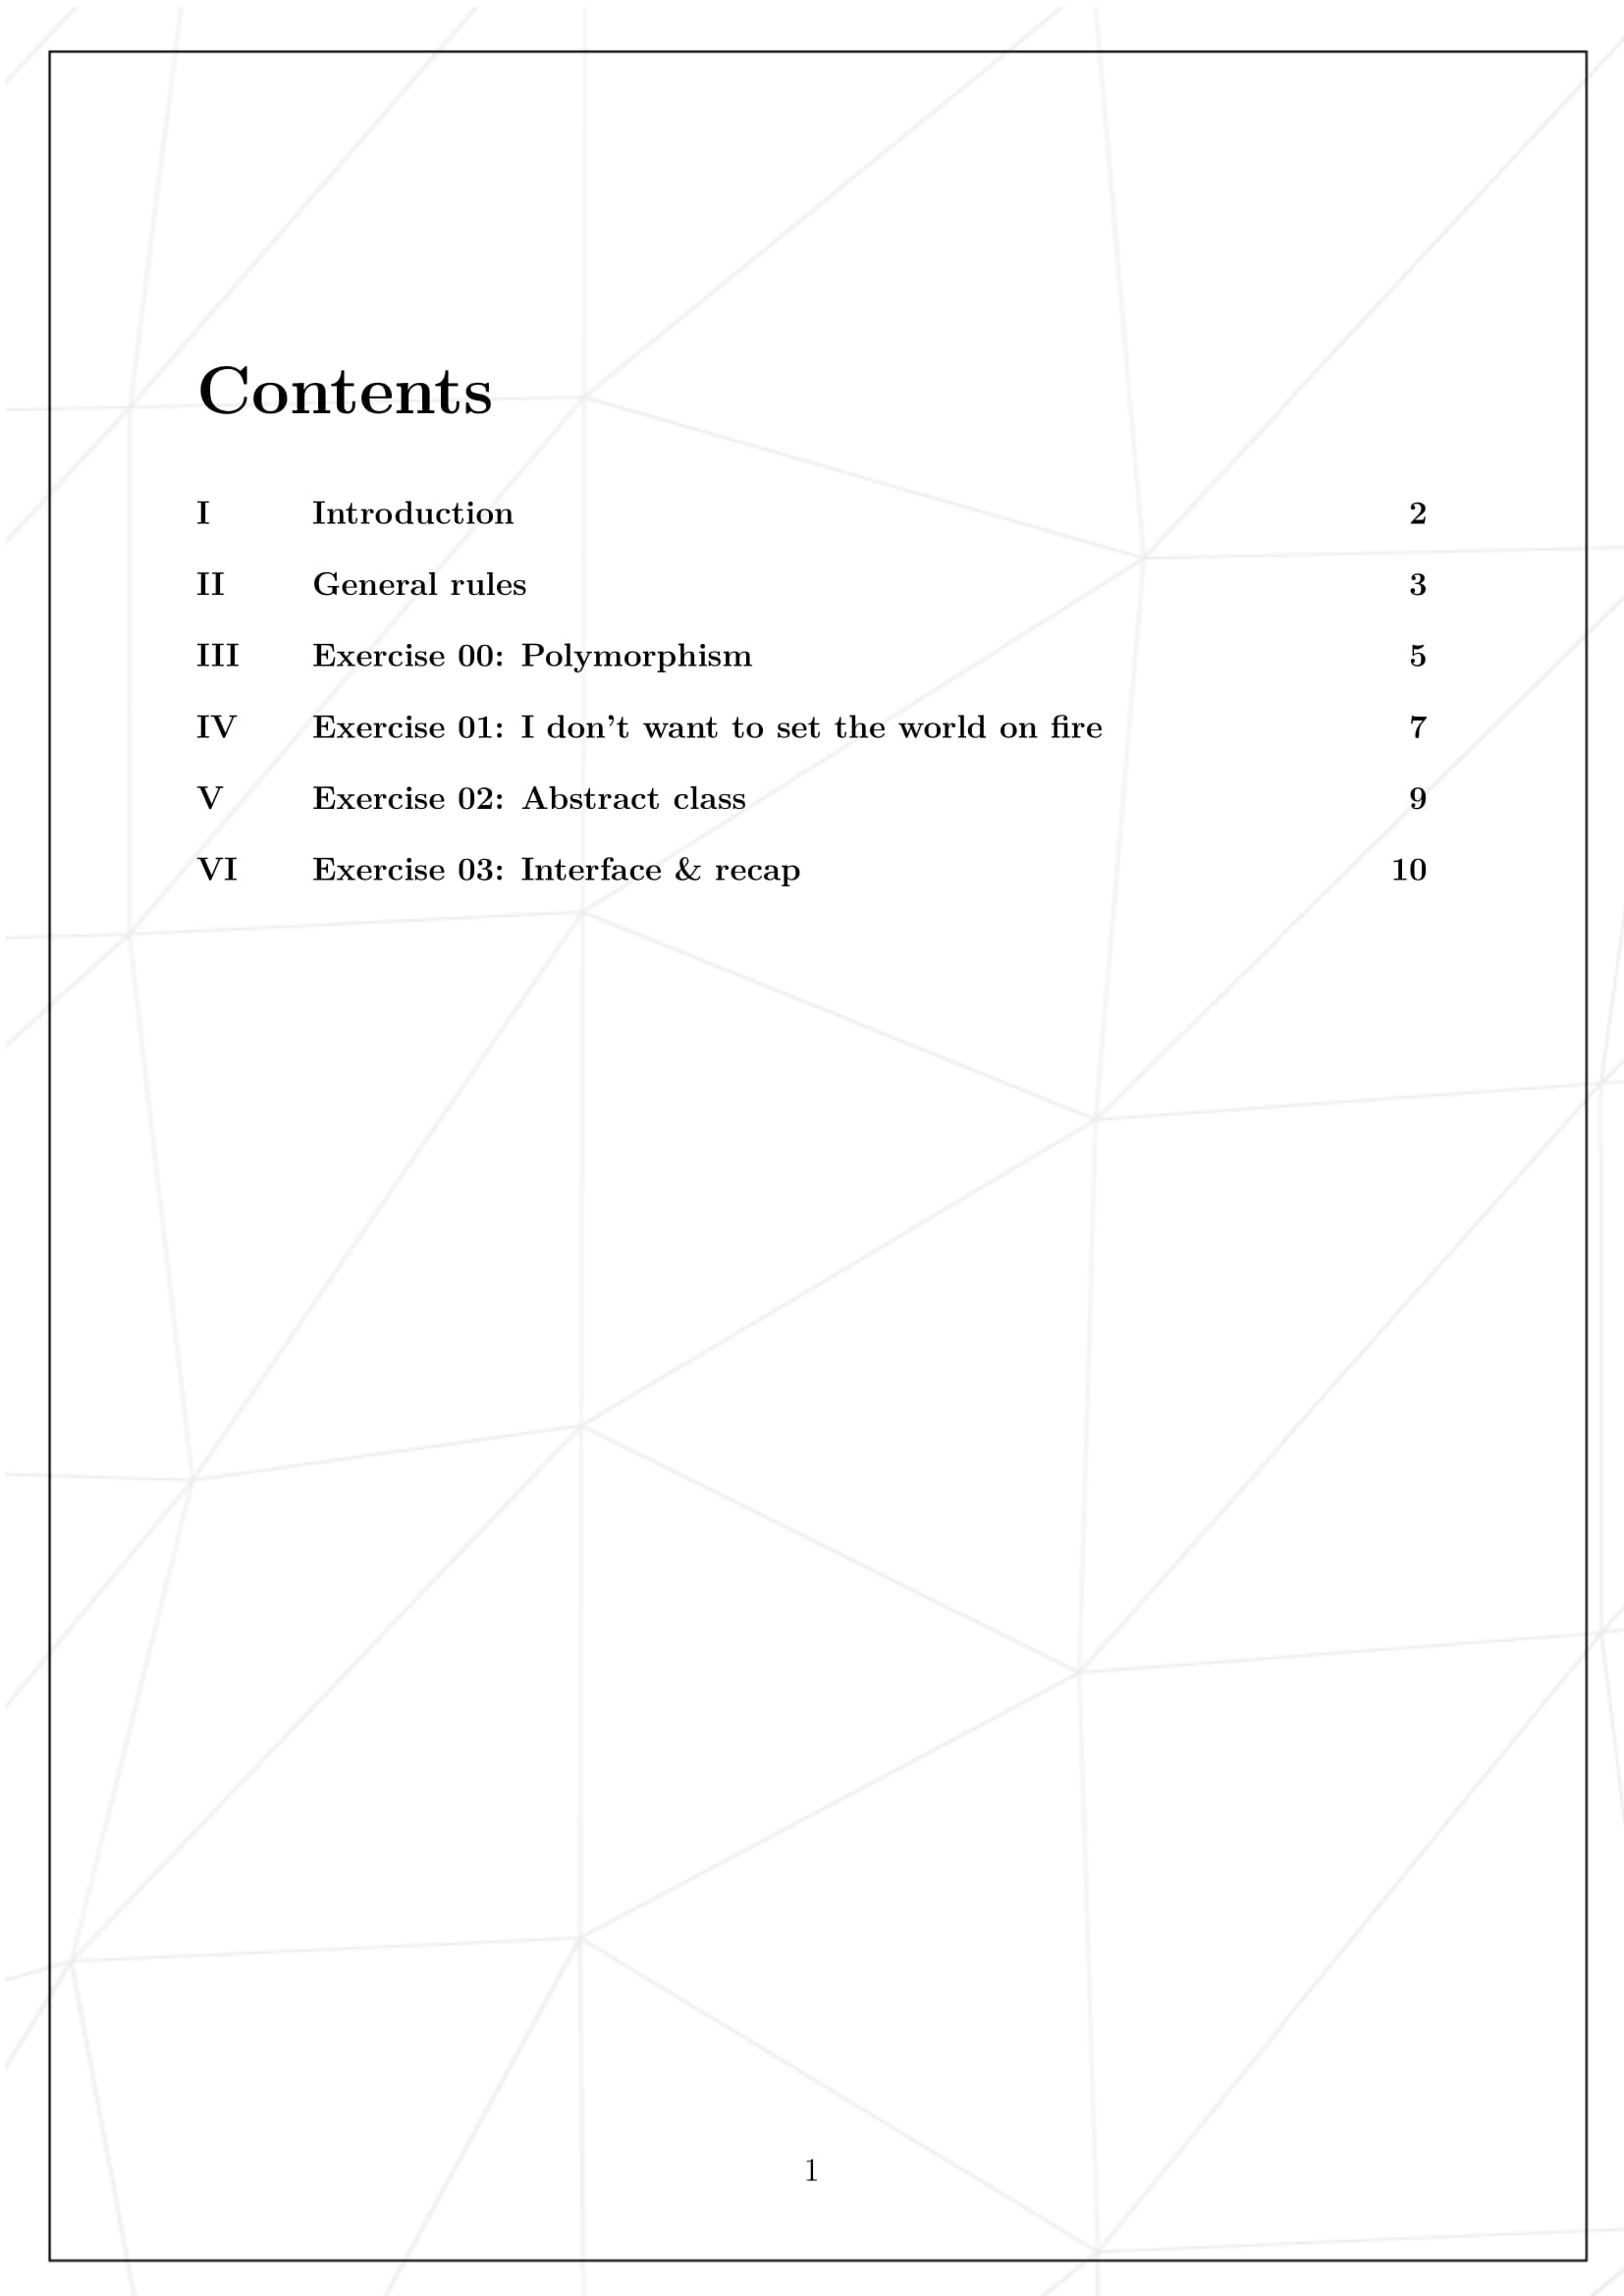 Contents
I Introduction 2
II General rules 3
III Exercise 00: Polymorphism 5
IV Exercise 01: I don't want to set the world on fire 7
V Exercise 02: Abstract class 9
VI Exercise 03: Interface & recap 10
1